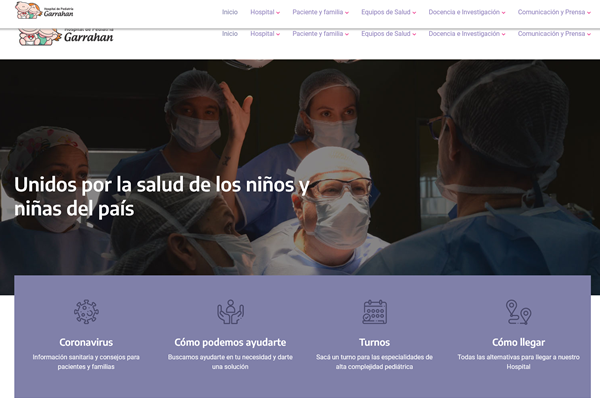 Hospital de Pediatría
Garrahan
Inicio Hospital Paciente y familia Equipos de Salud Docencia e Investigación Comunicación y Prensa
Hospital de Pediatría
Garrahan
Inicio Hospital Paciente y familia Equipos de Salud Docencia e Investigación Comunicación y Prensa
Unidos por la salud de los niños y
niñas del país
Coronavirus
Información sanitaria y consejos para
pacientes y familias
Cómo podemos ayudarte
Buscamos ayudarte en tu necesidad y darte
una solución
Turnos
Sacá un turno para las especialidades de
alta complejidad pediátrica
Cómo llegar
Todas las alternativas para llegar a nuestro
Hospital